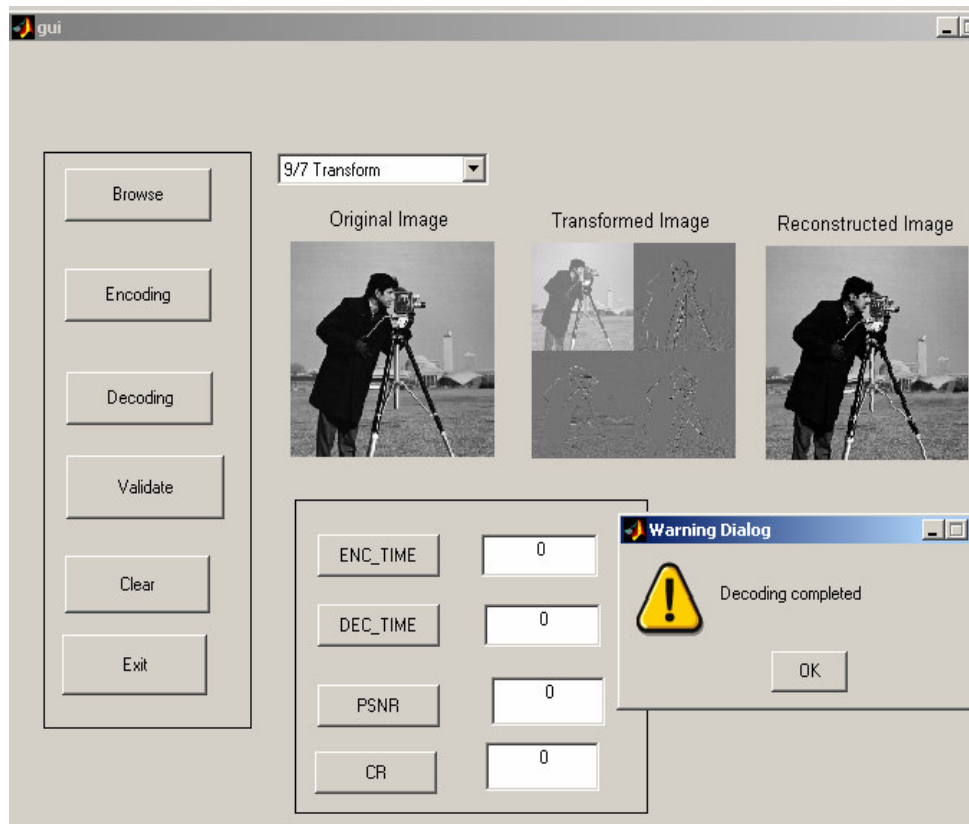 gui
Browse
Encoding
Decoding
Validate
Clear
Exit
9/7 Transform
Original Image
Transformed Image
Reconstructed Image
ENC_TIME
0
DEC_TIME
0
PSNR
0
CR
0
Warning Dialog
Decoding completed
OK